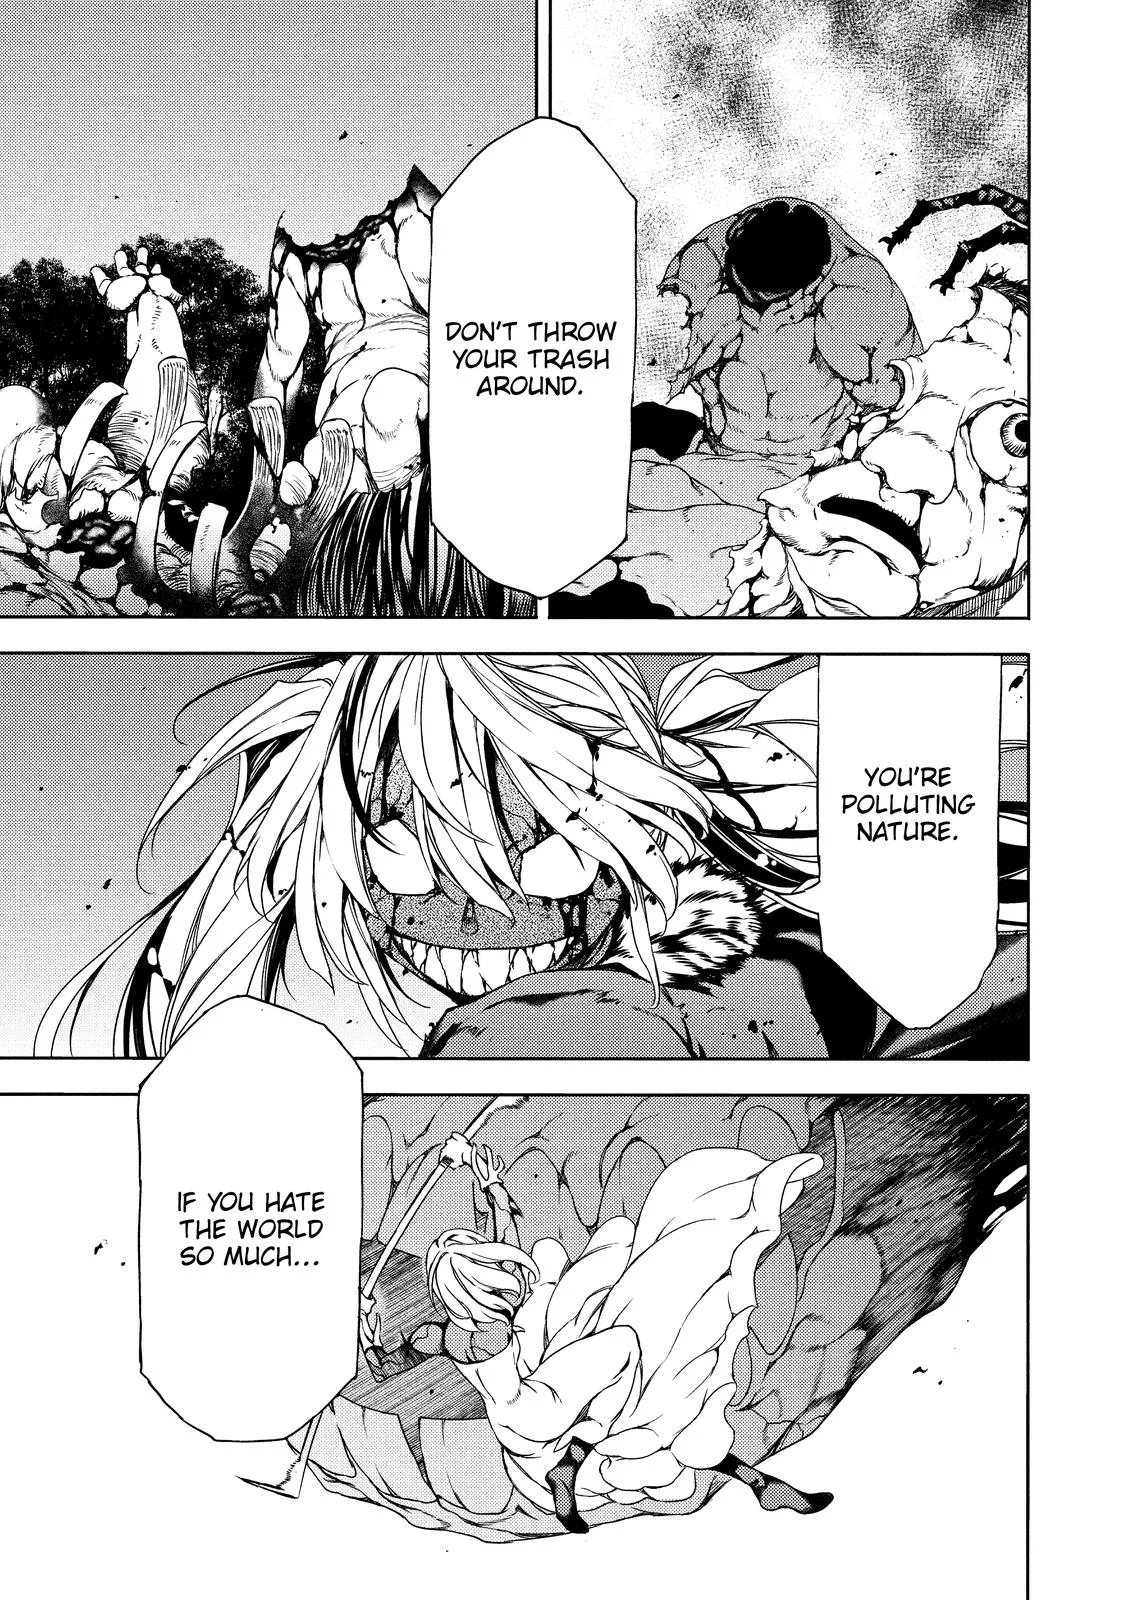 DON'T THROW
YOUR TRASH
AROUND.
YOU'RE
POLLUTING
NATURE.
IF YOU HATE
THE WORLD
SO MUCH...